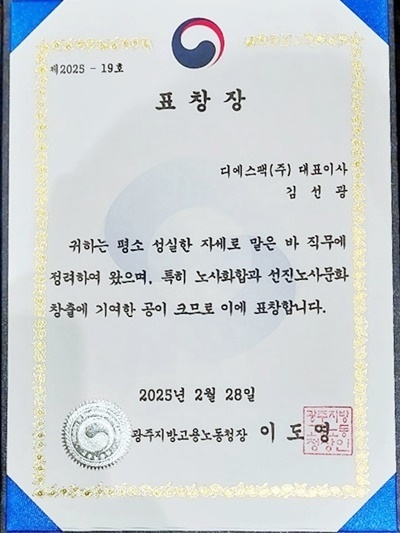 제2025 - 19호
표창장
디에스팩(주) 대표이사
김 선 광
귀하는 평소 성실한 자세로 맡은 바 직무에
정려하여 왔으며, 특히 노사화합과 선진노사문화
창출에 기여한 공이 크므로 이에 표창합니다.
2025년 2월 28일
광주지방고용노동청장 이 도 영
광주지방
고용노동
청장인